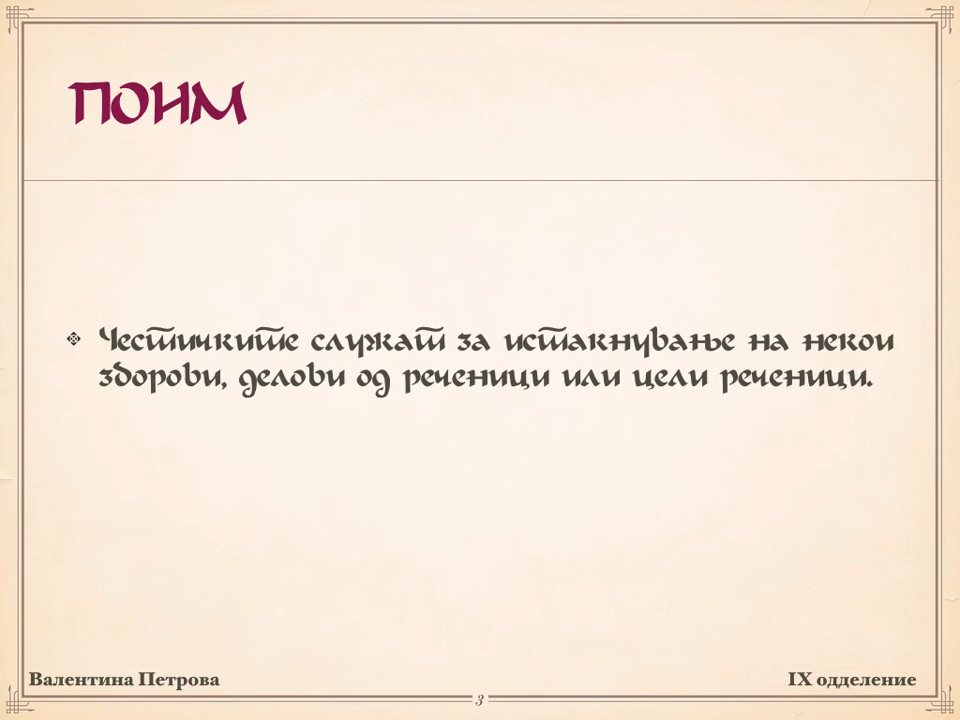 ПОИМ
Честичките служат за истакнување на некои
зборови, делови од реченици или цели реченици.
Валентина Петрова
IX одделение
3